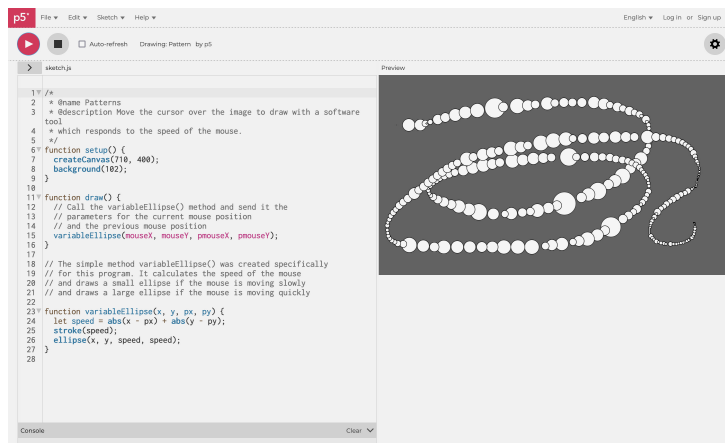 p5*
File ▾ Edit ▾ Sketch ▾ Help ▾
English ▾ Log in or Sign up
Auto-refresh Drawing: Pattern by p5
> sketch.js
Preview
1 /*
2  * @name Patterns
3  * @description Move the cursor over the image to draw with a software
tool
4  * which responds to the speed of the mouse.
5  */
6 function setup() {
7   createCanvas(710, 400);
8   background(102);
9 }
10
11 function draw() {
12   // Call the variableEllipse() method and send it the
13   // parameters for the current mouse position
14   // and the previous mouse position
15   variableEllipse(mouseX, mouseY, pmouseX, pmouseY);
16 }
17
18 // The simple method variableEllipse() was created specifically
19 // for this program. It calculates the speed of the mouse
20 // and draws a small ellipse if the mouse is moving slowly
21 // and draws a large ellipse if the mouse is moving quickly
22
23 function variableEllipse(x, y, px, py) {
24   let speed = abs(x - px) + abs(y - py);
25   stroke(speed);
26   ellipse(x, y, speed, speed);
27 }
28
Console
Clear